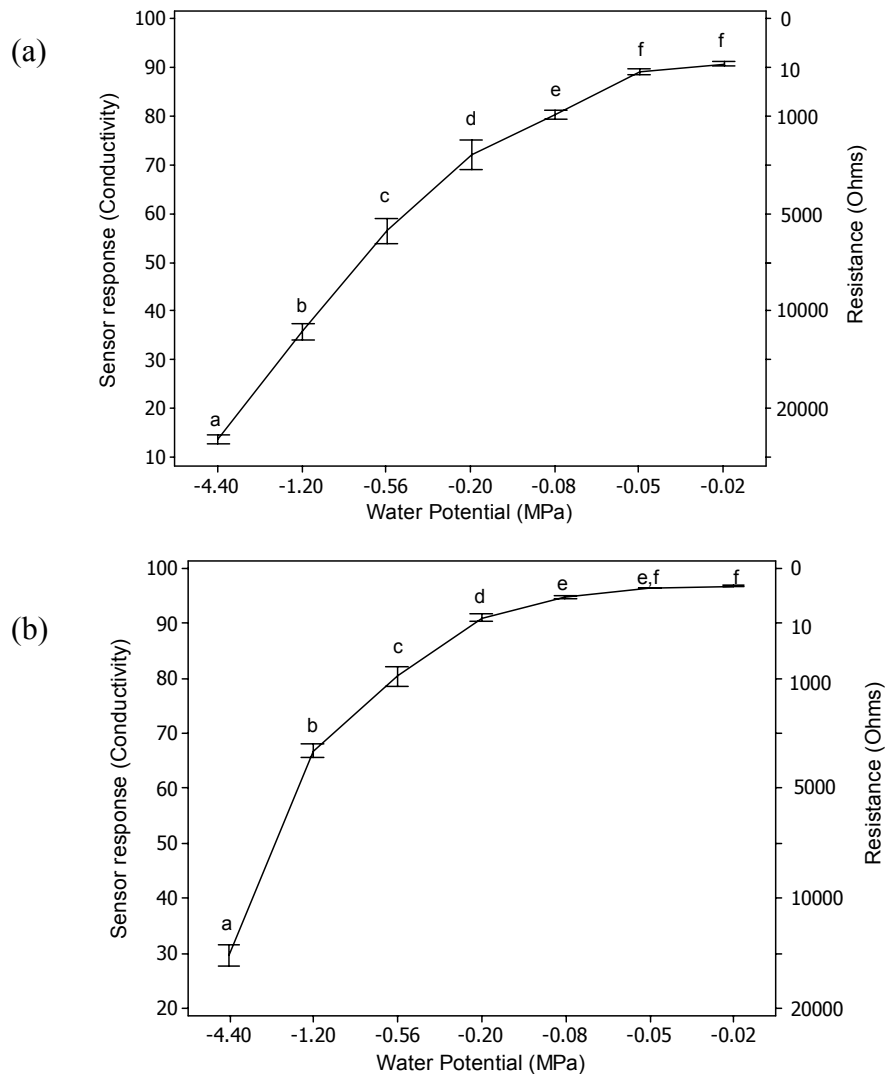 (a)
Sensor response (Conductivity)
100
90
80
70
60
50
40
30
20
10
a
b
c
d
e
f
f
0
10
1000
5000
10000
20000
Resistance (Ohms)
-4.40 -1.20 -0.56 -0.20 -0.08 -0.05 -0.02
Water Potential (MPa)
(b)
Sensor response (Conductivity)
100
90
80
70
60
50
40
30
20
a
b
c
d
e
e,f
f
0
10
1000
5000
10000
20000
Resistance (Ohms)
-4.40 -1.20 -0.56 -0.20 -0.08 -0.05 -0.02
Water Potential (MPa)